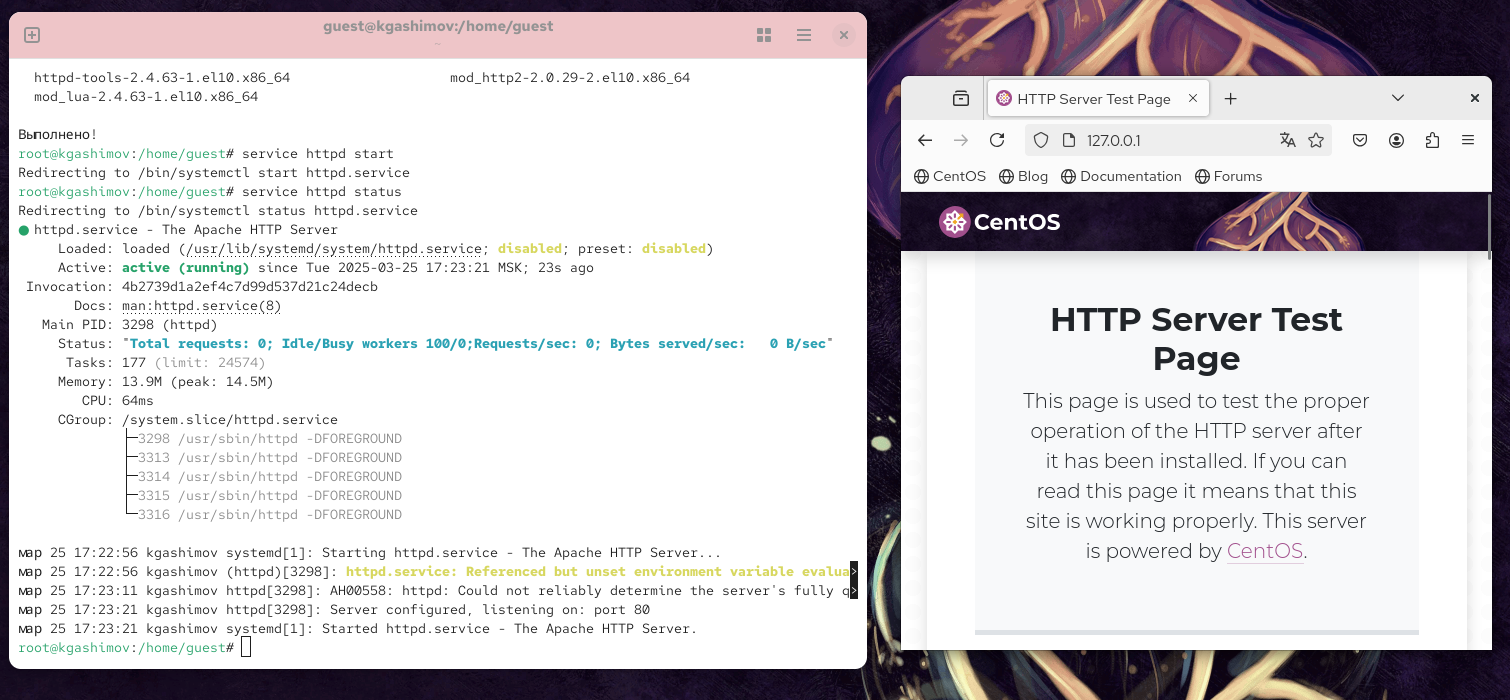 guest@kgashimov:/home/guest
~
httpd-tools-2.4.63-1.el10.x86_64 mod_http2-2.0.29-2.el10.x86_64
mod_lua-2.4.63-1.el10.x86_64
Выполнено!
root@kgashimov:/home/guest# service httpd start
Redirecting to /bin/systemctl start httpd.service
root@kgashimov:/home/guest# service httpd status
Redirecting to /bin/systemctl status httpd.service
● httpd.service - The Apache HTTP Server
Loaded: loaded (/usr/lib/systemd/system/httpd.service; disabled; preset: disabled)
Active: active (running) since Tue 2025-03-25 17:23:21 MSK; 23s ago
Invocation: 4b2739d1a2ef4c7d99d537d21c24decb
Docs: man:httpd.service(8)
Main PID: 3298 (httpd)
Status: "Total requests: 0; Idle/Busy workers 100/0;Requests/sec: 0; Bytes served/sec:   0 B/sec"
Tasks: 177 (limit: 24574)
Memory: 13.9M (peak: 14.5M)
CPU: 64ms
CGroup: /system.slice/httpd.service
├─3298 /usr/sbin/httpd -DFOREGROUND
├─3313 /usr/sbin/httpd -DFOREGROUND
├─3314 /usr/sbin/httpd -DFOREGROUND
├─3315 /usr/sbin/httpd -DFOREGROUND
└─3316 /usr/sbin/httpd -DFOREGROUND
мар 25 17:22:56 kgashimov systemd[1]: Starting httpd.service - The Apache HTTP Server...
мар 25 17:22:56 kgashimov (httpd)[3298]: httpd.service: Referenced but unset environment variable evalua>
мар 25 17:23:11 kgashimov httpd[3298]: AH00558: httpd: Could not reliably determine the server's fully q>
мар 25 17:23:21 kgashimov httpd[3298]: Server configured, listening on: port 80
мар 25 17:23:21 kgashimov systemd[1]: Started httpd.service - The Apache HTTP Server.
root@kgashimov:/home/guest#
HTTP Server Test Page
127.0.0.1
CentOS Blog Documentation Forums
CentOS
HTTP Server Test
Page
This page is used to test the proper
operation of the HTTP server after
it has been installed. If you can
read this page it means that this
site is working properly. This server
is powered by CentOS.